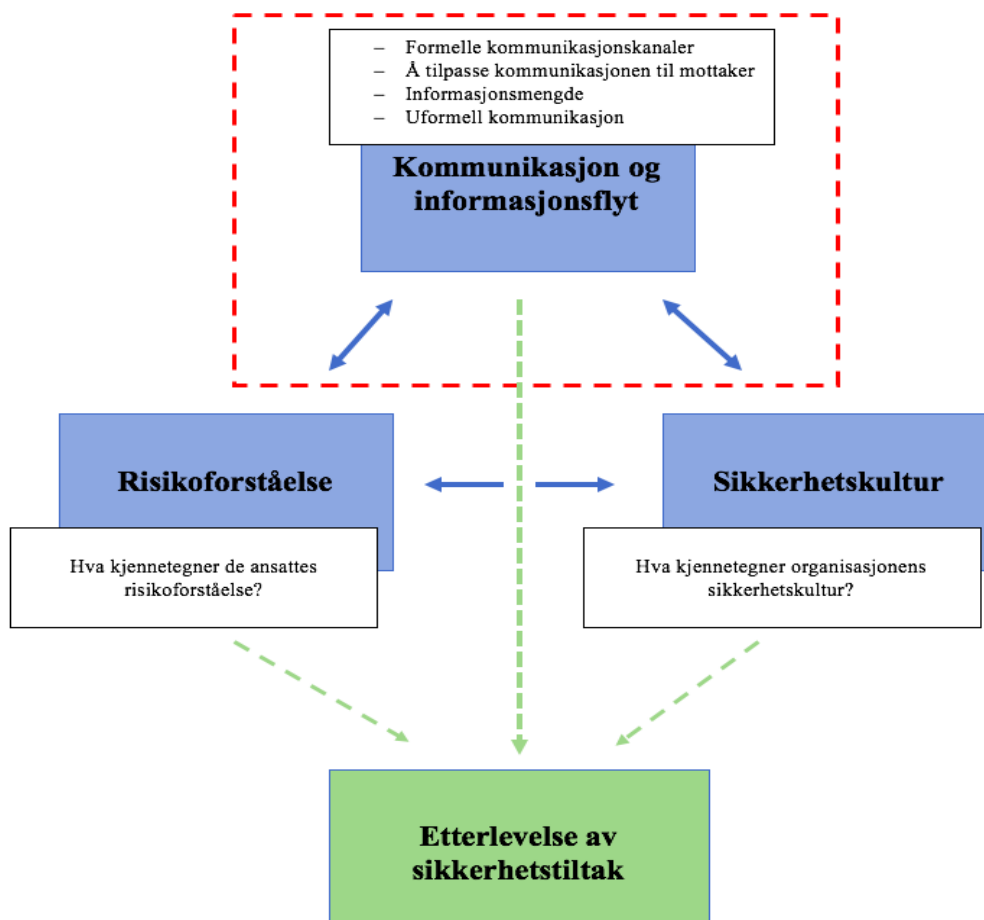 – Formelle kommunikasjonskanaler
– Å tilpasse kommunikasjonen til mottaker
– Informasjonsmengde
– Uformell kommunikasjon
Kommunikasjon og
informasjonsflyt
Risikoforståelse
Sikkerhetskultur
Hva kjennetegner de ansattes
risikoforståelse?
Hva kjennetegner organisasjonens
sikkerhetskultur?
Etterlevelse av
sikkerhetstiltak